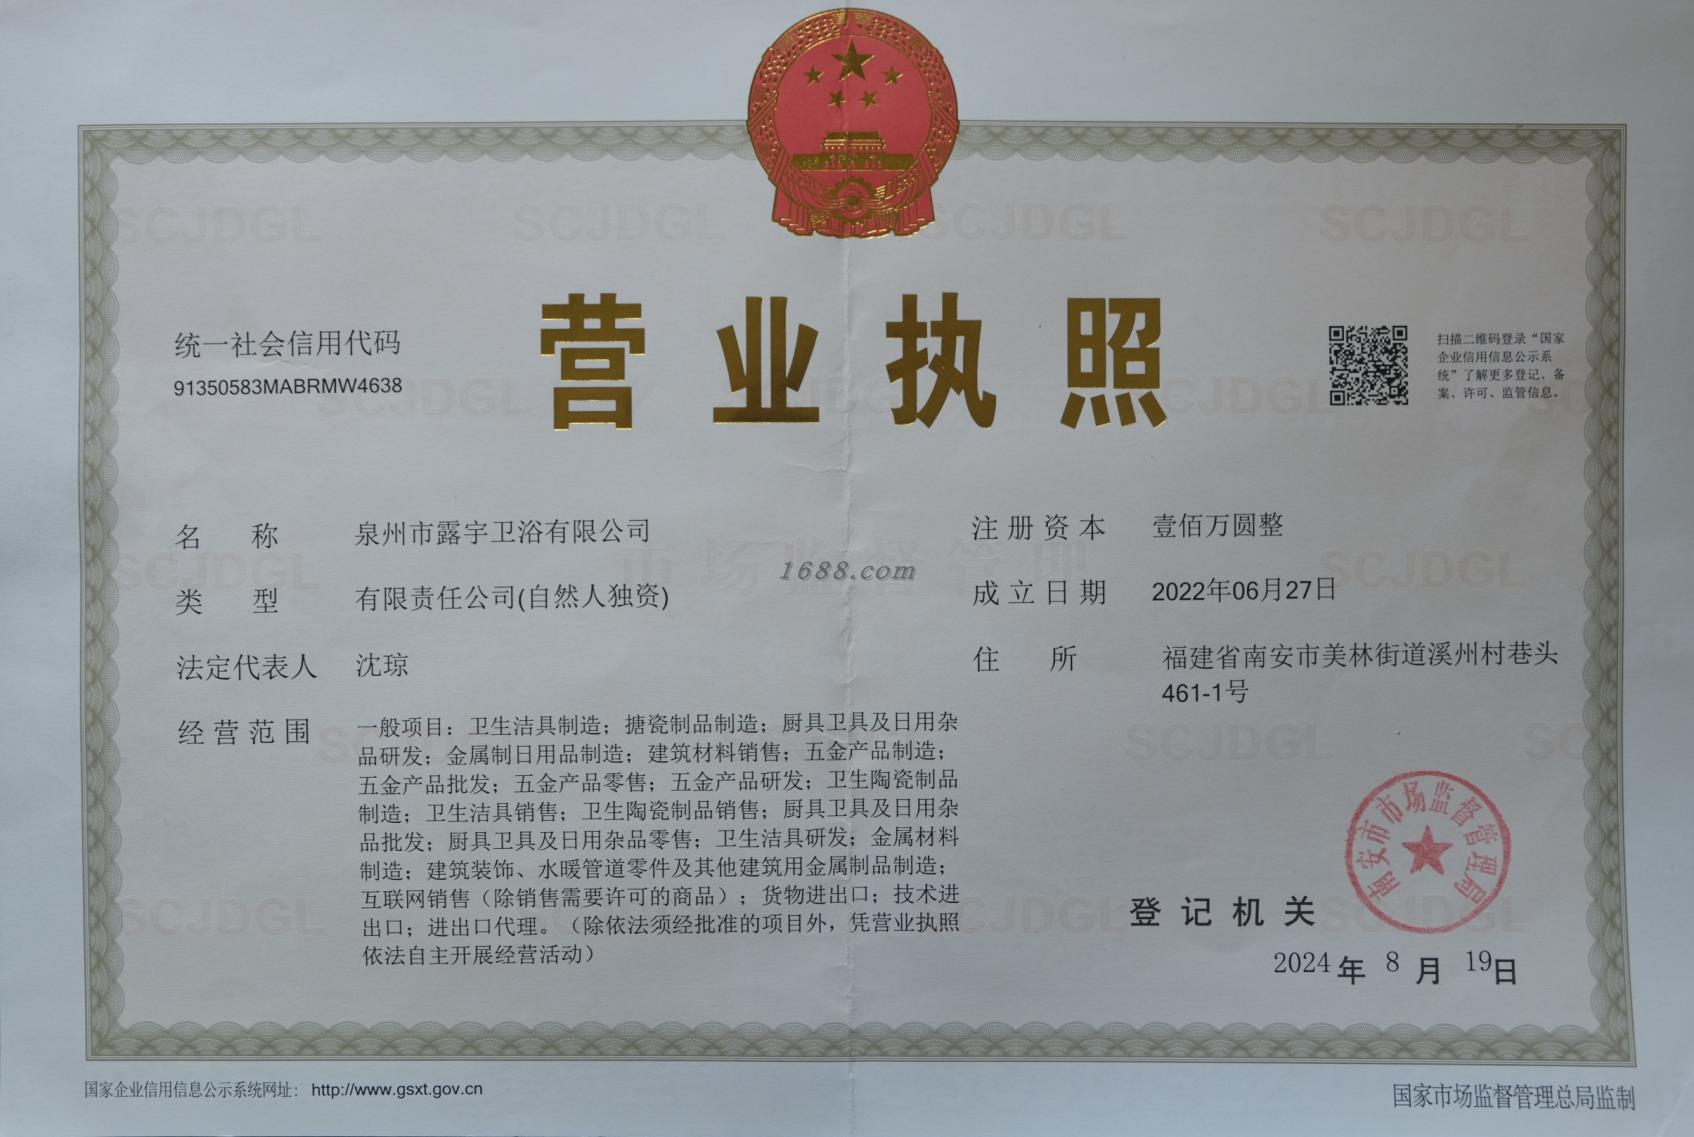 营业执照
统一社会信用代码
91350583MABRMW4638
扫描二维码登录“国家
企业信用信息公示系
统”了解更多登记、备
案、许可、监管信息。
名称 泉州市露宇卫浴有限公司
类型 有限责任公司(自然人独资)
法定代表人 沈琼
经营范围 一般项目：卫生洁具制造；搪瓷制品制造；厨具卫具及日用杂
品研发；金属制日用品制造；建筑材料销售；五金产品制造；
五金产品批发；五金产品零售；五金产品研发；卫生陶瓷制品
制造；卫生洁具销售；卫生陶瓷制品销售；厨具卫具及日用杂
品批发；厨具卫具及日用杂品零售；卫生洁具研发；金属材料
制造；建筑装饰、水暖管道零件及其他建筑用金属制品制造；
互联网销售（除销售需要许可的商品）；货物进出口；技术进
出口；进出口代理。（除依法须经批准的项目外，凭营业执照
依法自主开展经营活动）
注册资本 壹佰万圆整
成立日期 2022年06月27日
住所 福建省南安市美林街道溪州村巷头
461-1号
1688.com
市场监督管理
SCJDGL
南安市市场监督管理局
登记机关
2024年8月19日
国家企业信用信息公示系统网址： http://www.gsxt.gov.cn
国家市场监督管理总局监制